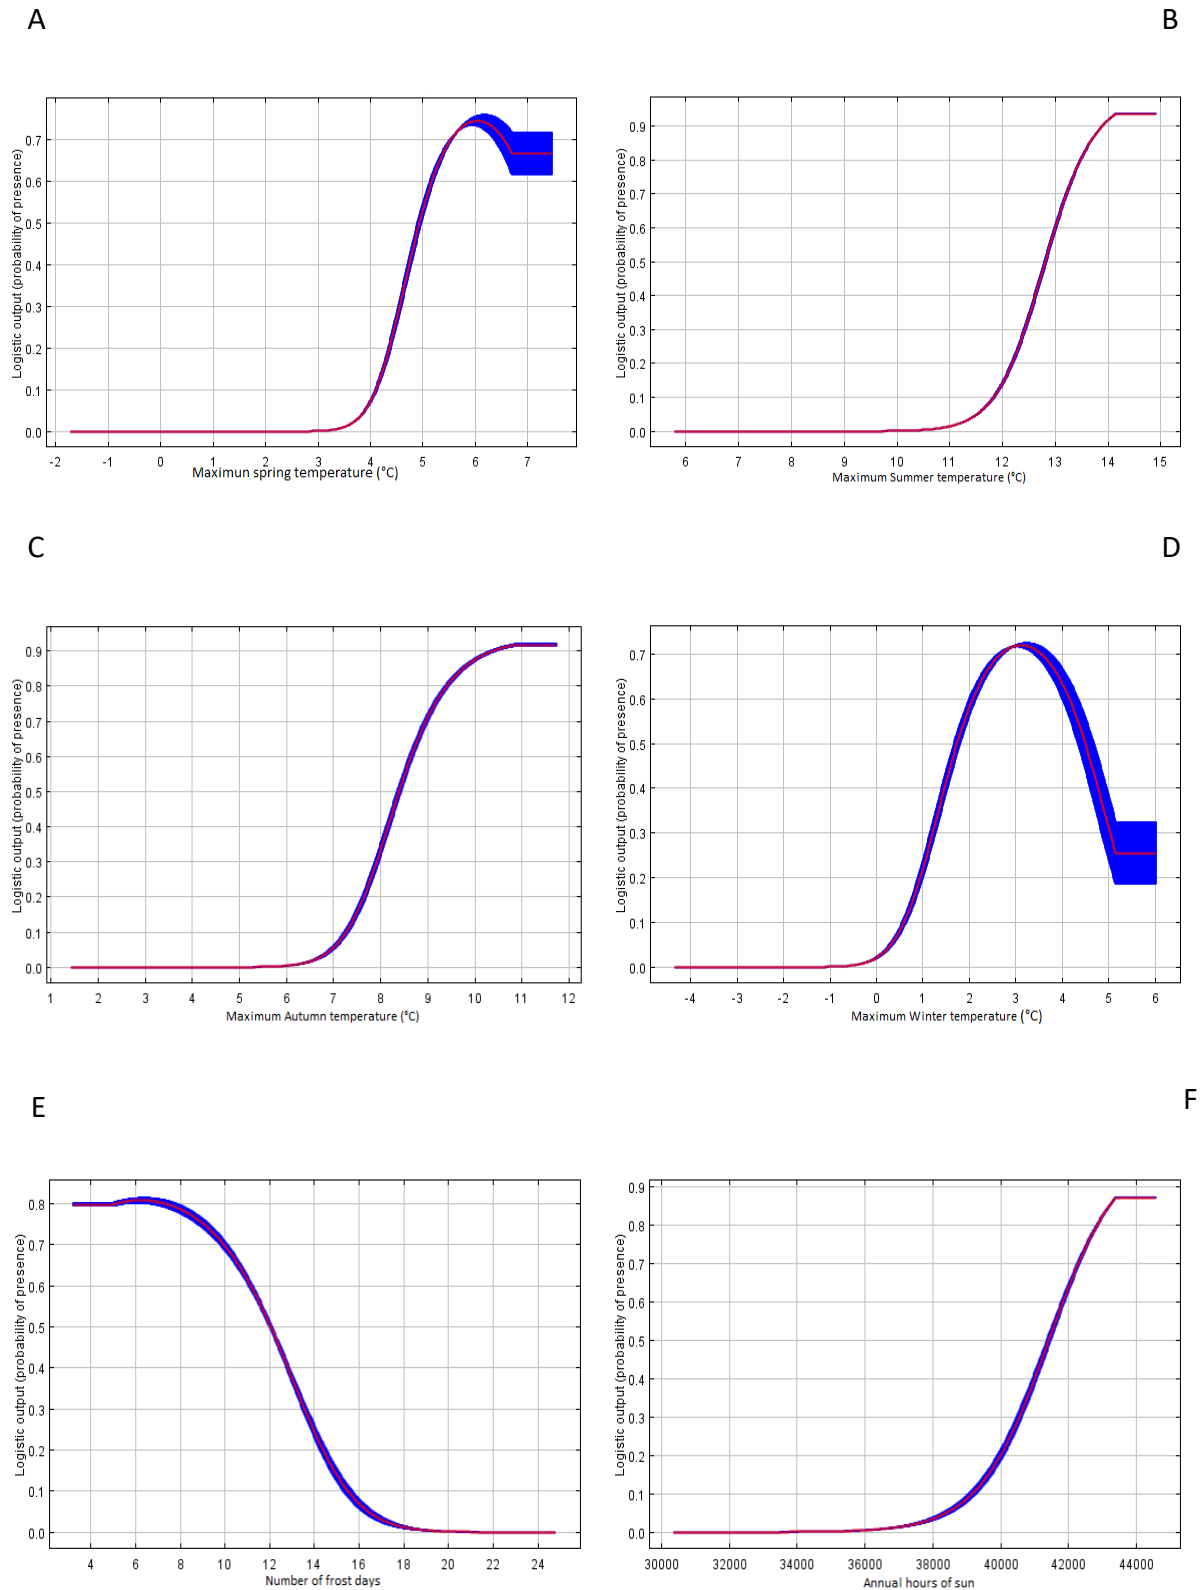 A
B
Logistic output (probability of presence)
0.7
0.6
0.5
0.4
0.3
0.2
0.1
0.0
-2 -1 0 1 2 3 4 5 6 7
Maximun spring temperature (°C)
Logistic output (probability of presence)
0.9
0.8
0.7
0.6
0.5
0.4
0.3
0.2
0.1
0.0
6 7 8 9 10 11 12 13 14 15
Maximum Summer temperature (°C)
C
D
Logistic output (probability of presence)
0.9
0.8
0.7
0.6
0.5
0.4
0.3
0.2
0.1
0.0
1 2 3 4 5 6 7 8 9 10 11 12
Maximum Autumn temperature (°C)
Logistic output (probability of presence)
0.7
0.6
0.5
0.4
0.3
0.2
0.1
0.0
-4 -3 -2 -1 0 1 2 3 4 5 6
Maximum Winter temperature (°C)
E
F
Logistic output (probability of presence)
0.8
0.7
0.6
0.5
0.4
0.3
0.2
0.1
0.0
4 6 8 10 12 14 16 18 20 22 24
Number of frost days
Logistic output (probability of presence)
0.9
0.8
0.7
0.6
0.5
0.4
0.3
0.2
0.1
0.0
30000 32000 34000 36000 38000 40000 42000 44000
Annual hours of sun